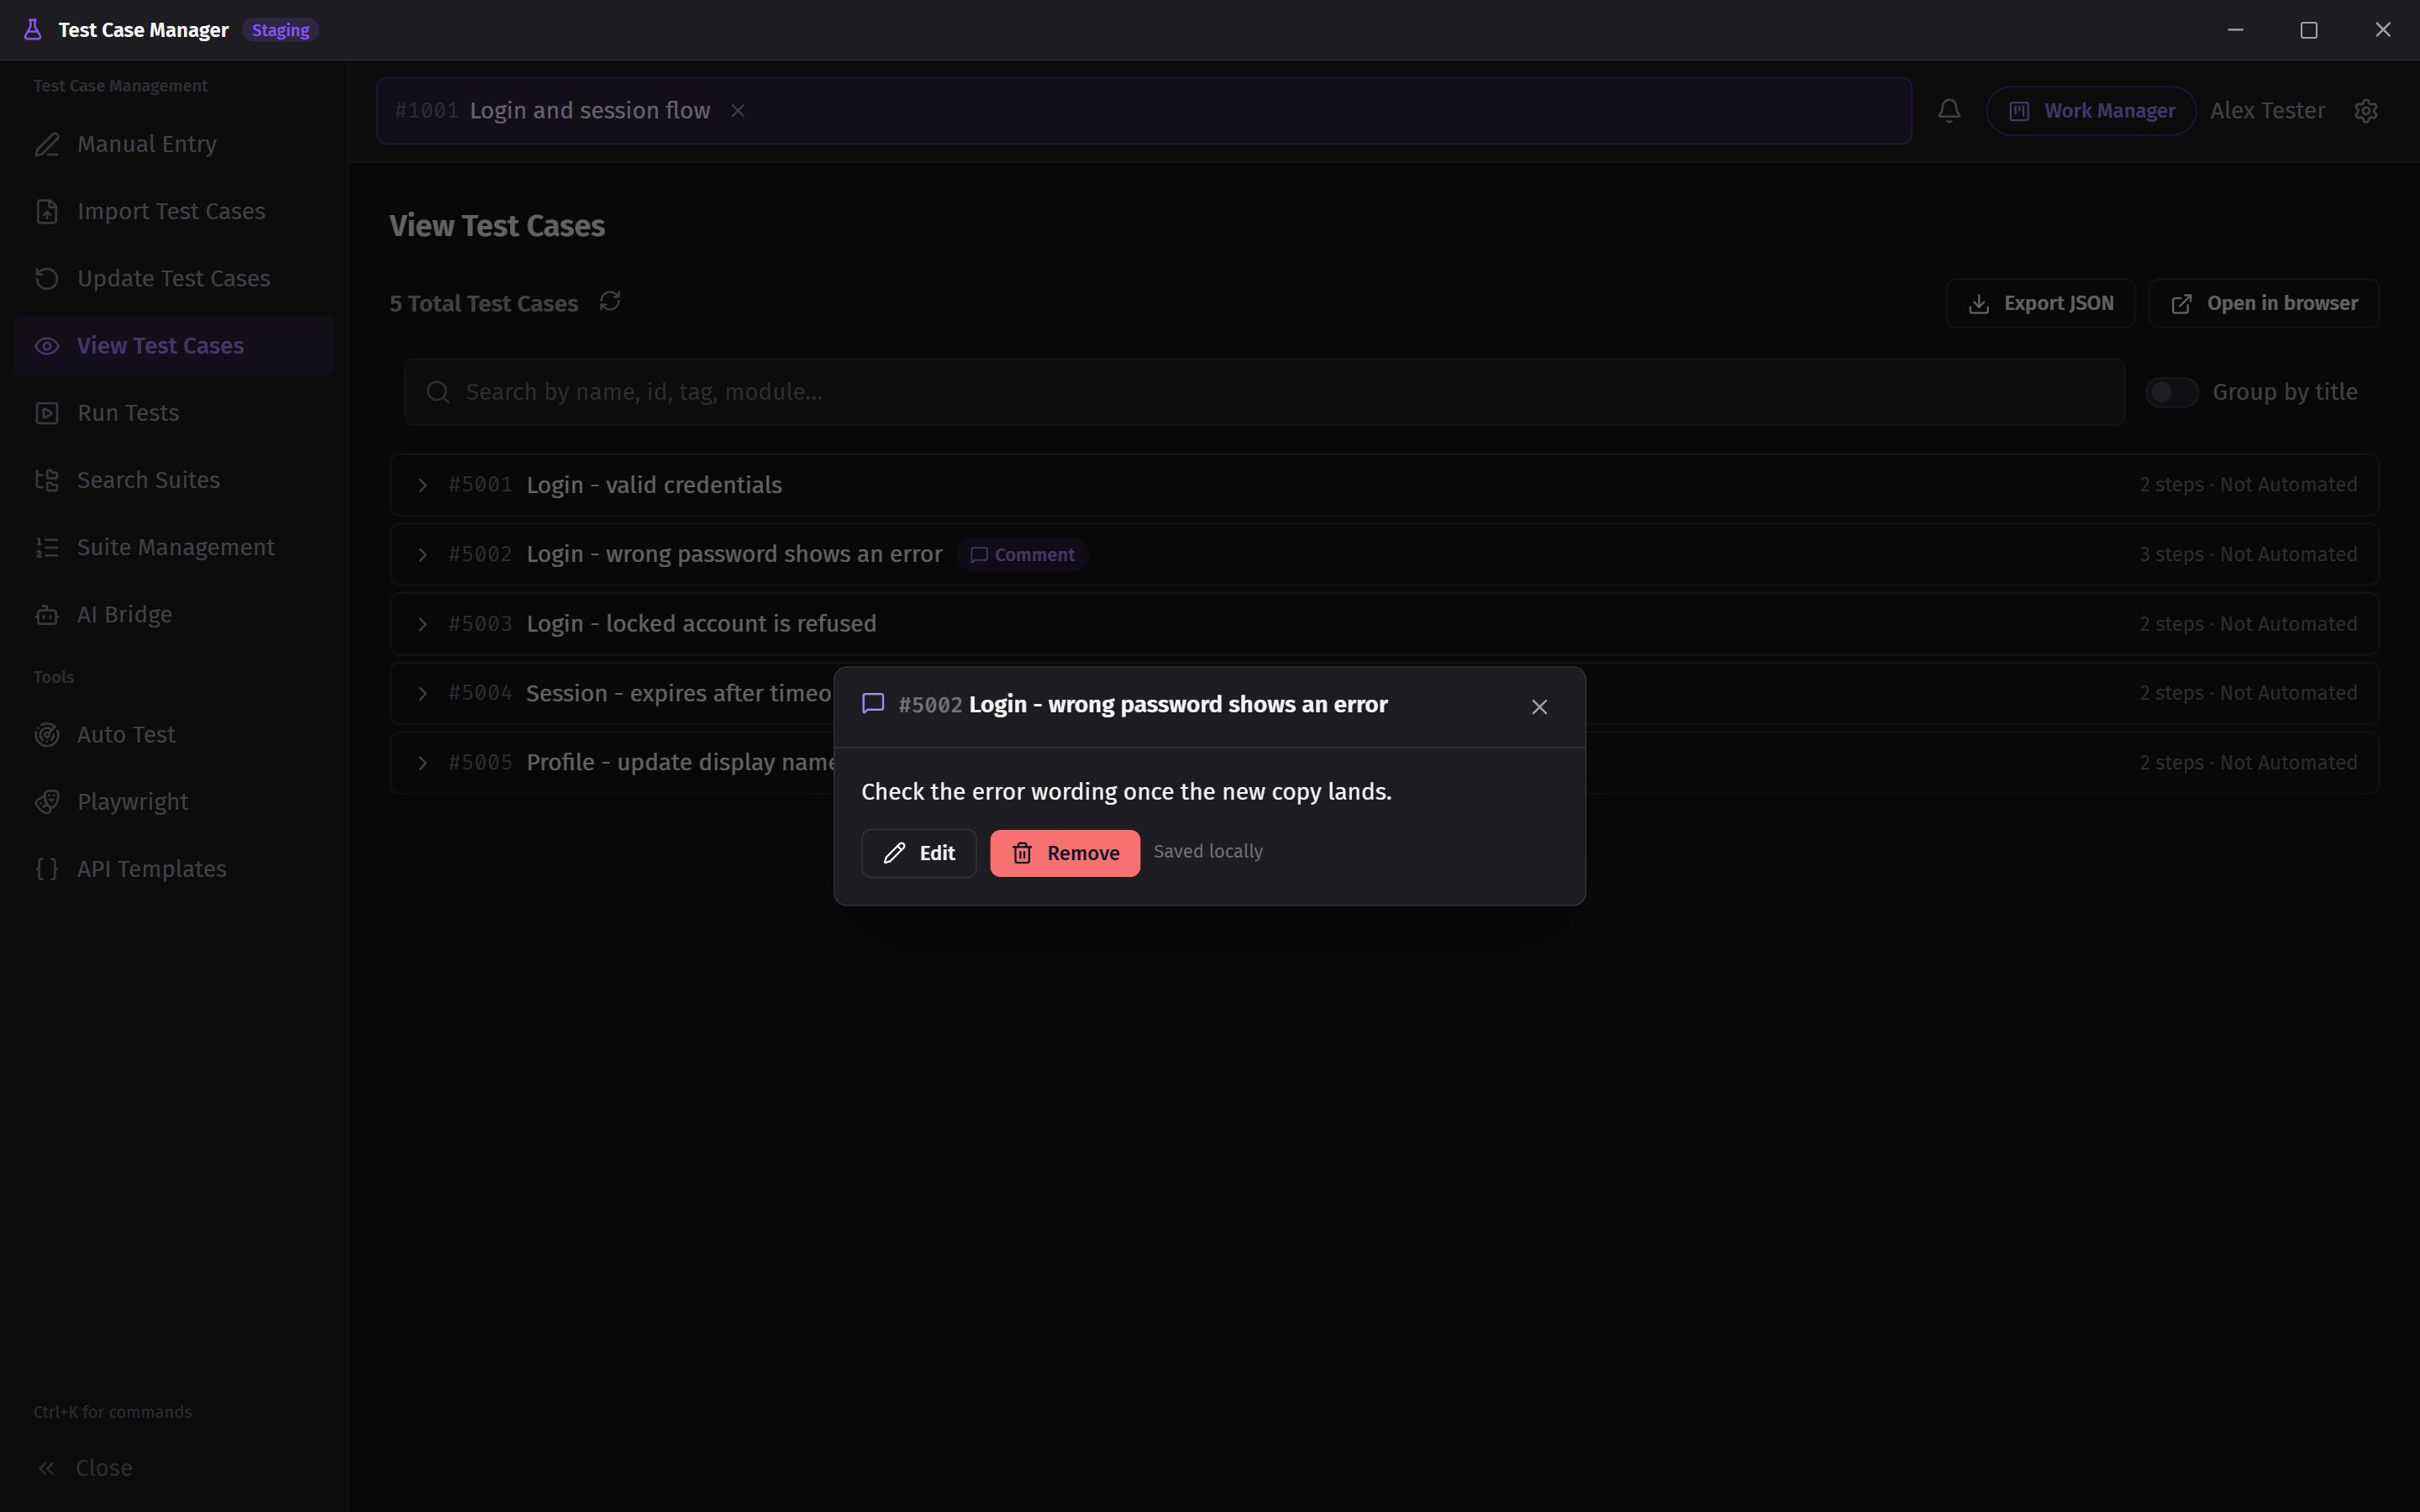 Test Case Manager Staging
Test Case Management
Manual Entry
Import Test Cases
Update Test Cases
View Test Cases
Run Tests
Search Suites
Suite Management
AI Bridge
Tools
Auto Test
Playwright
API Templates
Ctrl+K for commands
Close
#1001 Login and session flow
Work Manager
Alex Tester
View Test Cases
5 Total Test Cases
Export JSON
Open in browser
Search by name, id, tag, module...
Group by title
#5001 Login - valid credentials 2 steps · Not Automated
#5002 Login - wrong password shows an error Comment 3 steps · Not Automated
#5003 Login - locked account is refused 2 steps · Not Automated
#5004 Session - expires after timeo 2 steps · Not Automated
#5005 Profile - update display name 2 steps · Not Automated
#5002 Login - wrong password shows an error
Check the error wording once the new copy lands.
Edit
Remove
Saved locally